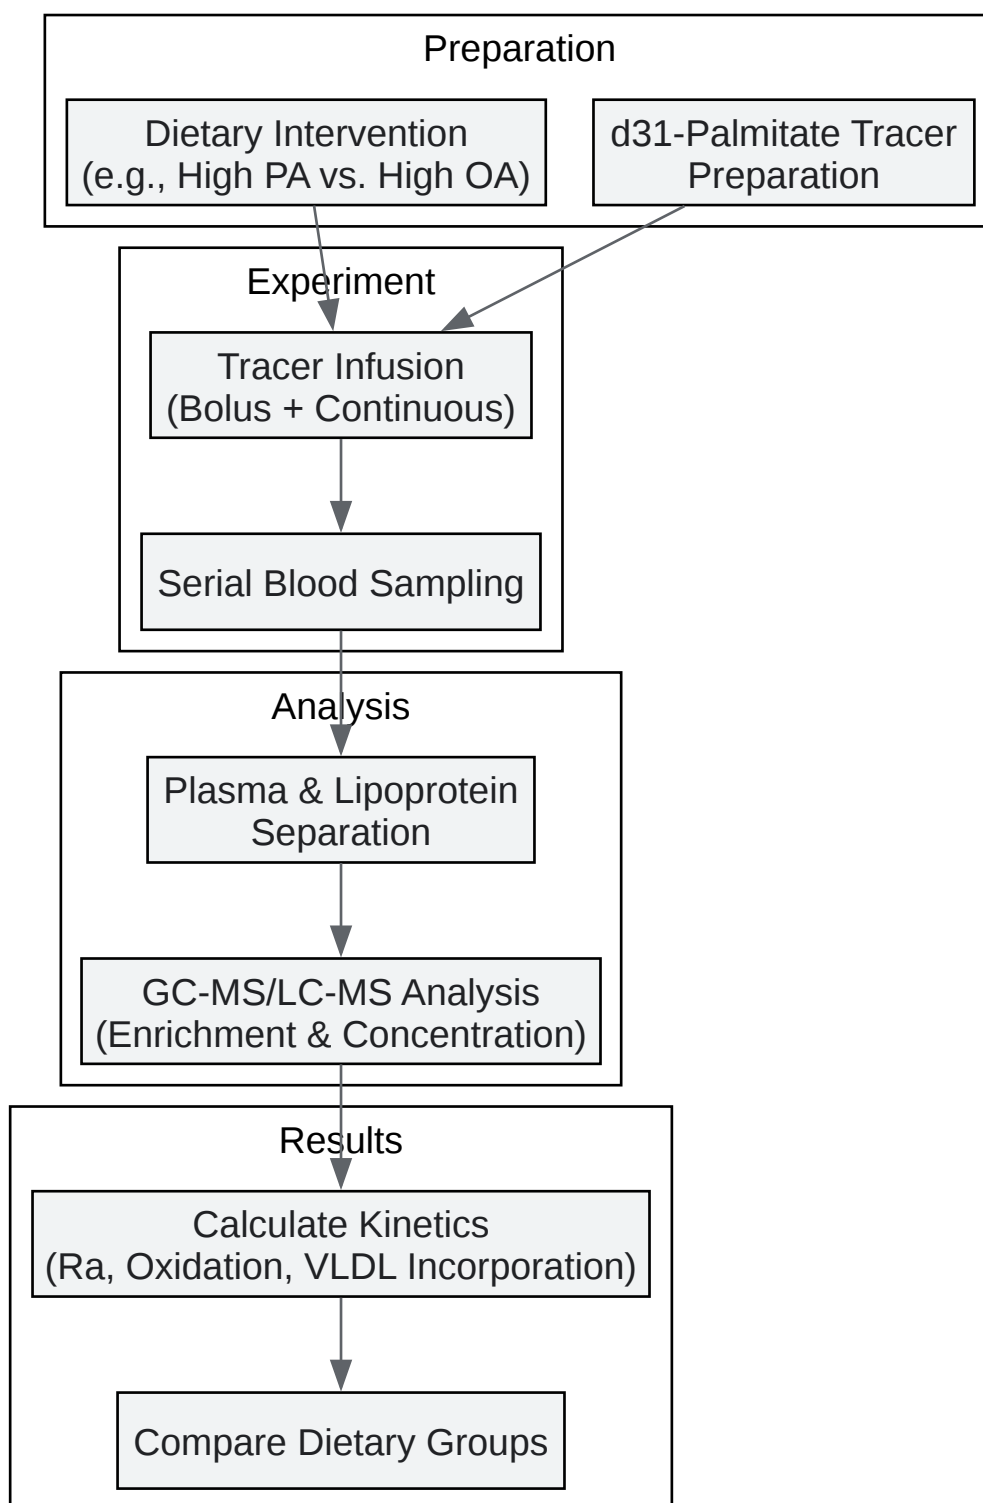 Preparation
Dietary Intervention
(e.g., High PA vs. High OA)
d31-Palmitate Tracer
Preparation
Experiment
Tracer Infusion
(Bolus + Continuous)
Serial Blood Sampling
Analysis
Plasma & Lipoprotein
Separation
GC-MS/LC-MS Analysis
(Enrichment & Concentration)
Results
Calculate Kinetics
(Ra, Oxidation, VLDL Incorporation)
Compare Dietary Groups